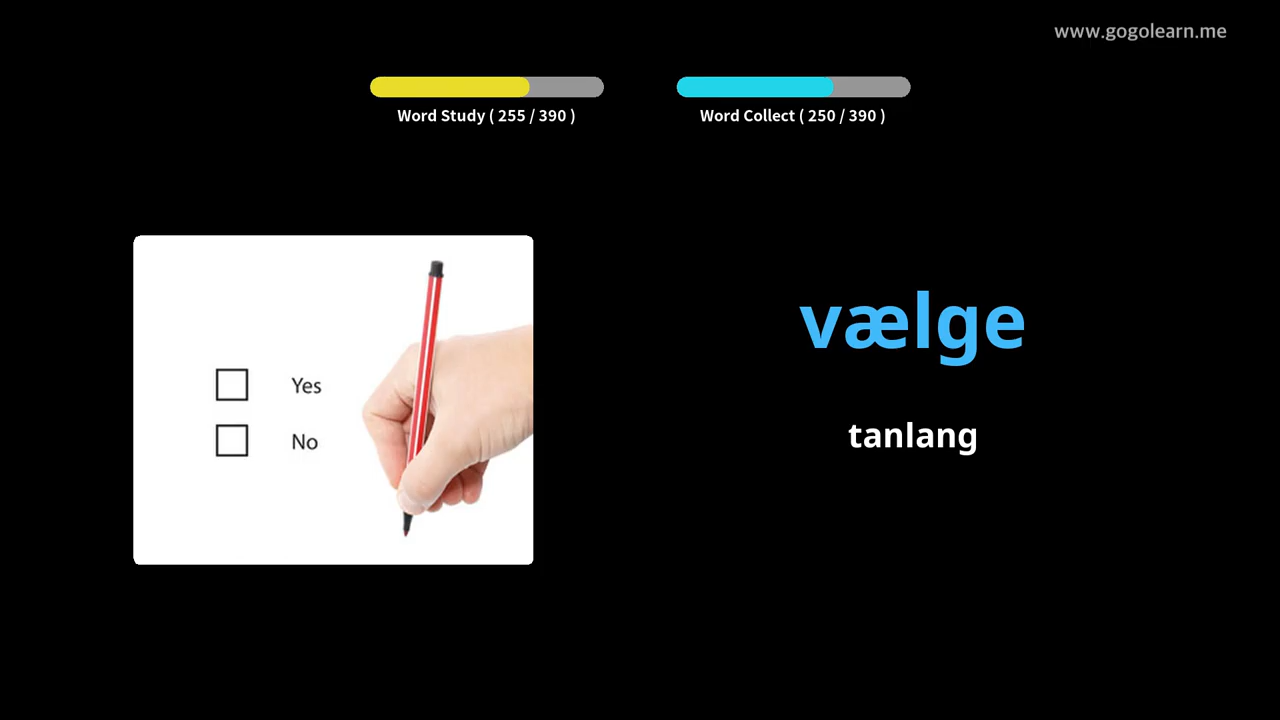 www.gogolearn.me
Word Study ( 255 / 390 )
Word Collect ( 250 / 390 )
Yes
No
vælge
tanlang